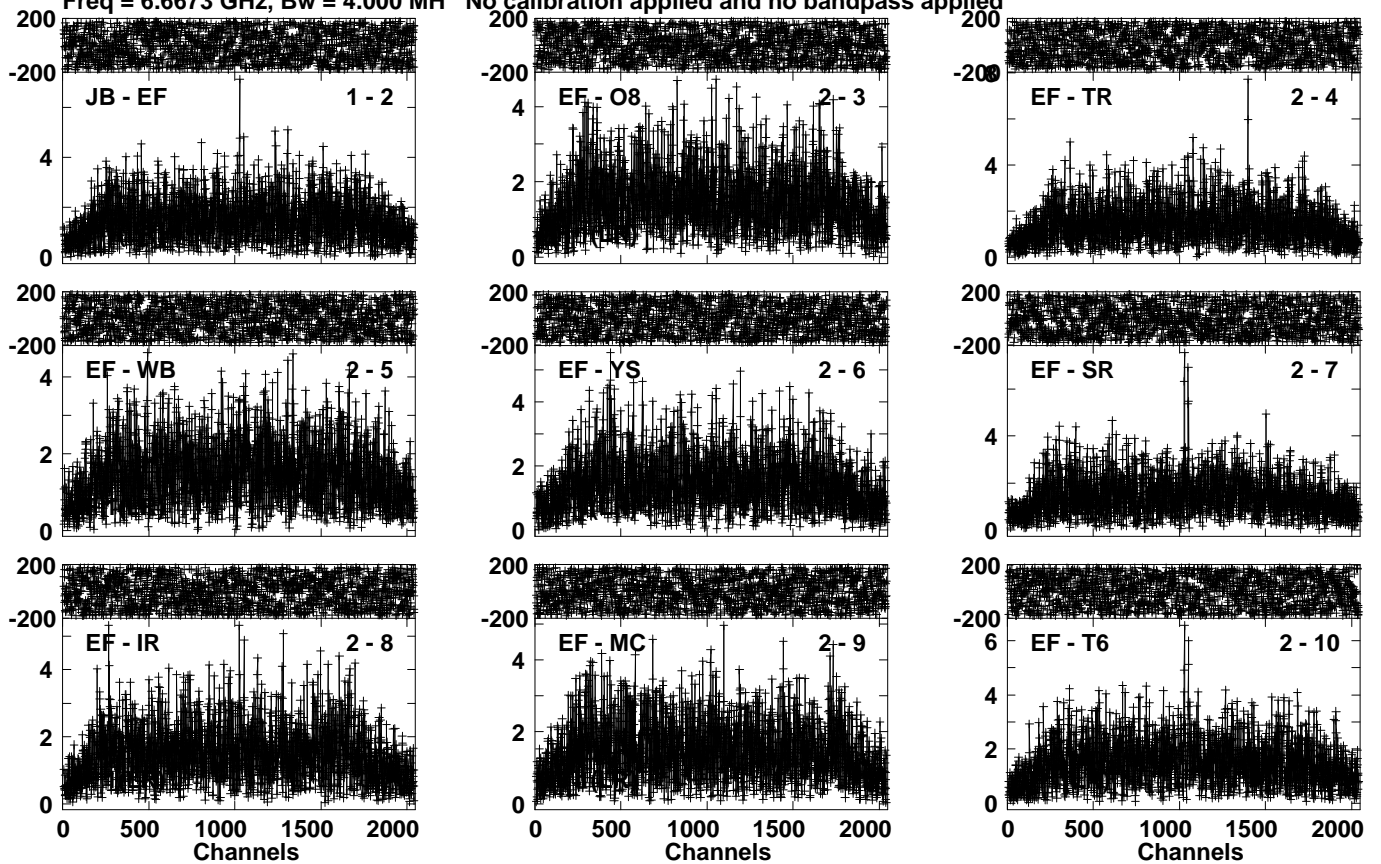 Freq = 6.6673 GHz, Bw = 4.000 MH No calibration applied and no bandpass applied
200 200 200
-200 -200 -200
8
JB - EF 1 - 2 EF - O8 2 - 3 EF - TR 2 - 4
4 4 4
2 2
0 0 0
200 200 200
-200 -200 -200
EF - WB 2 - 5 EF - YS 2 - 6 EF - SR 2 - 7
4 4 4
2 2
0 0 0
200 200 200
-200 -200 -200
EF - IR 2 - 8 EF - MC 2 - 9 EF - T6 2 - 10
6
4 4 4
2 2 2
0 0 0
0 500 1000 1500 2000 0 500 1000 1500 2000 0 500 1000 1500 2000
Channels Channels Channels